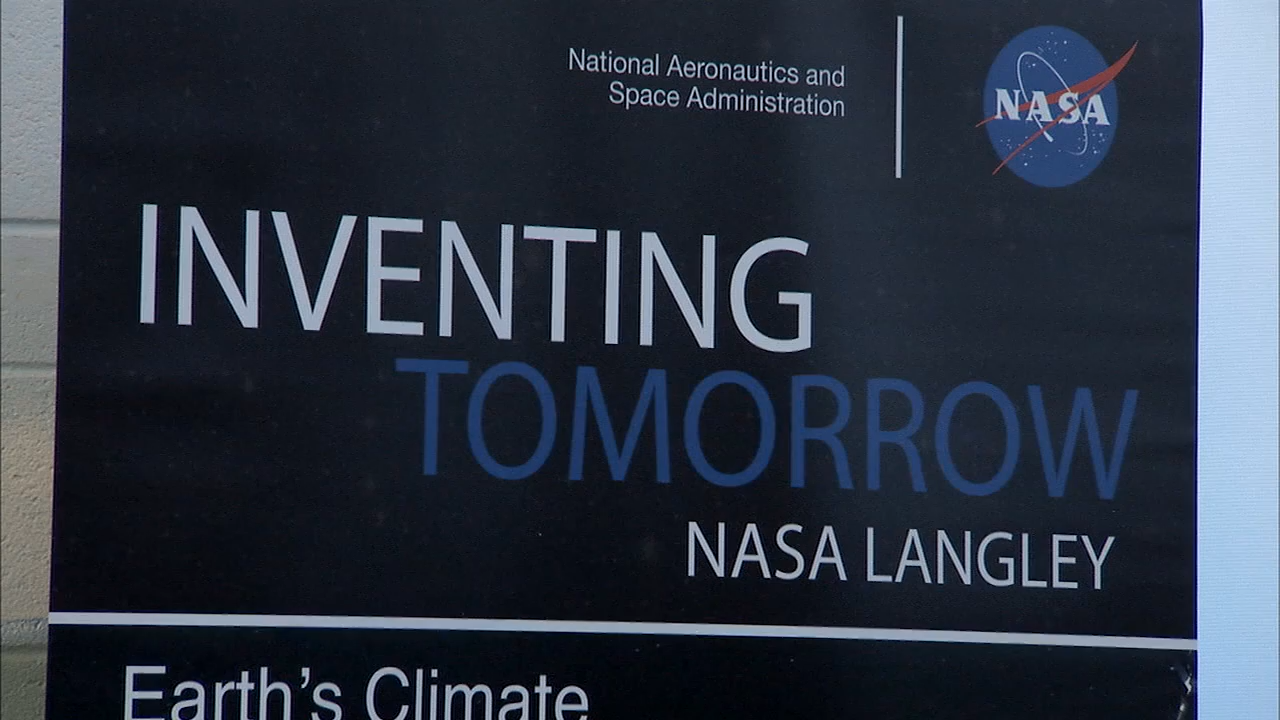 National Aeronautics and
Space Administration
NASA
INVENTING
TOMORROW
NASA LANGLEY
Earth's Climate